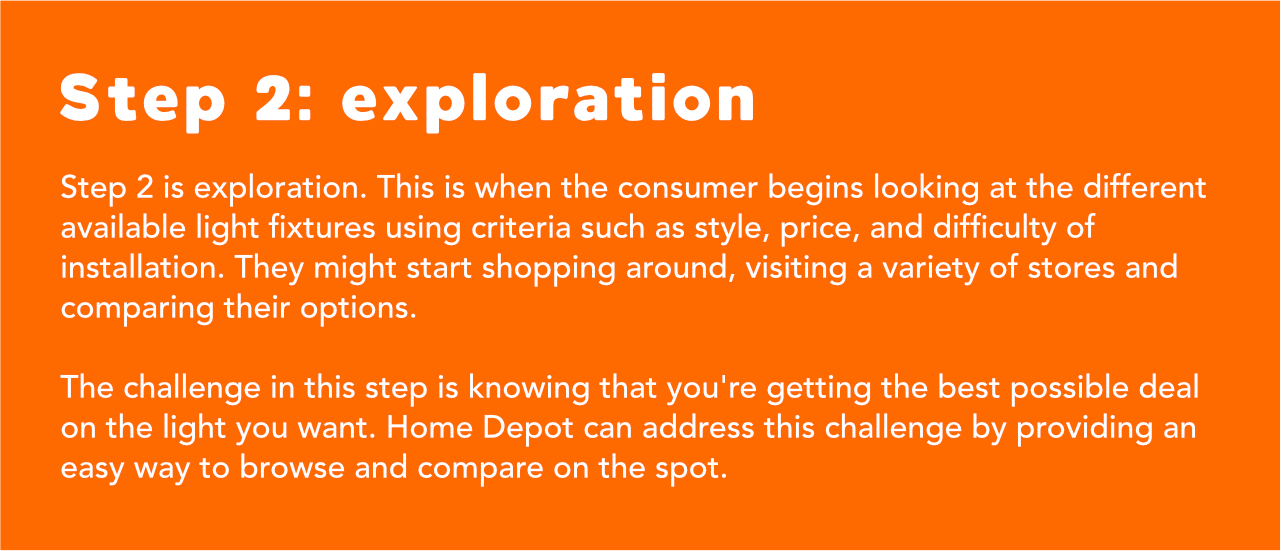 Step 2: exploration
Step 2 is exploration. This is when the consumer begins looking at the different
available light fixtures using criteria such as style, price, and difficulty of
installation. They might start shopping around, visiting a variety of stores and
comparing their options.
The challenge in this step is knowing that you're getting the best possible deal
on the light you want. Home Depot can address this challenge by providing an
easy way to browse and compare on the spot.